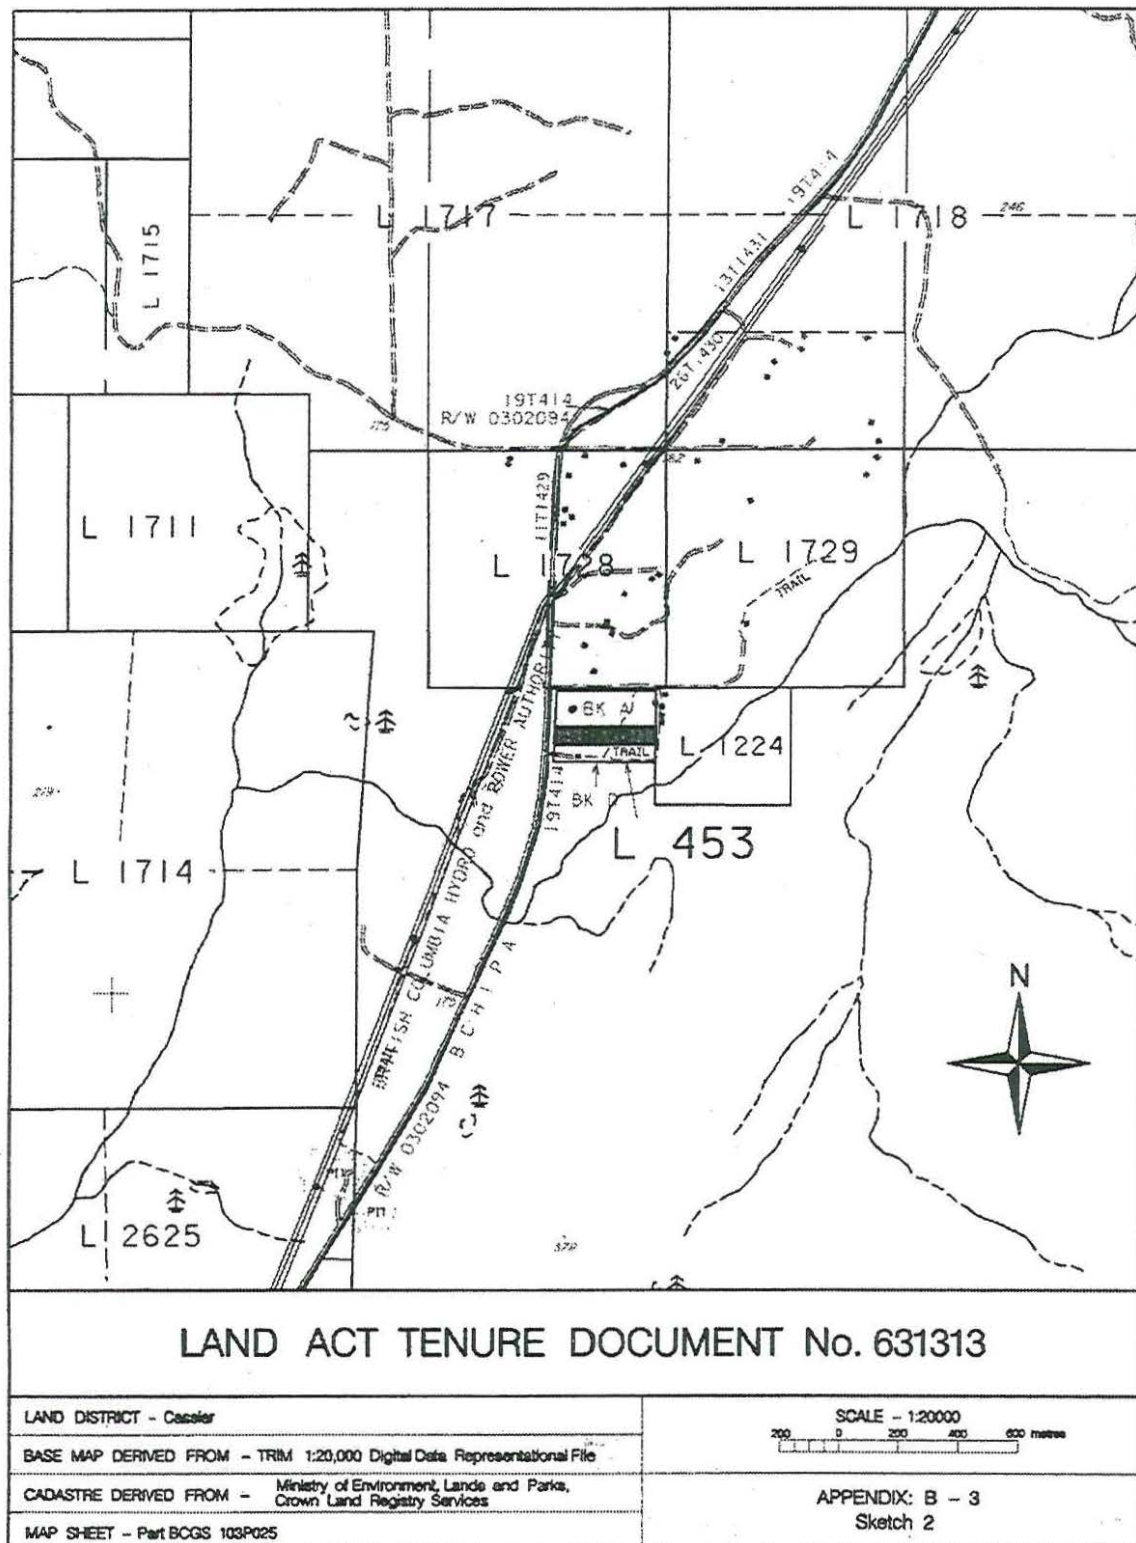 L 1717
L 1718
246
L 1715
19T414
13T1431
26T1430
19T414
R/W 0302094
11T1429
L 1711
L 1728
L 1729
TRAIL
BK A
TRAIL
L 1224
BK
19T414
L 453
BRITISH COLUMBIA HYDRO and POWER AUTHORITY
L 1714
BCHIPA
N
R/W 0302094
PIT
L 2625
379
LAND ACT TENURE DOCUMENT No. 631313
LAND DISTRICT - Cassiar
BASE MAP DERIVED FROM - TRIM 1:20,000 Digital Data Representational File
CADASTRE DERIVED FROM - Ministry of Environment, Lands and Parks,
Crown Land Registry Services
MAP SHEET - Part BCGS 103P025
SCALE - 1:20000
200 0 200 400 600 metres
APPENDIX: B - 3
Sketch 2